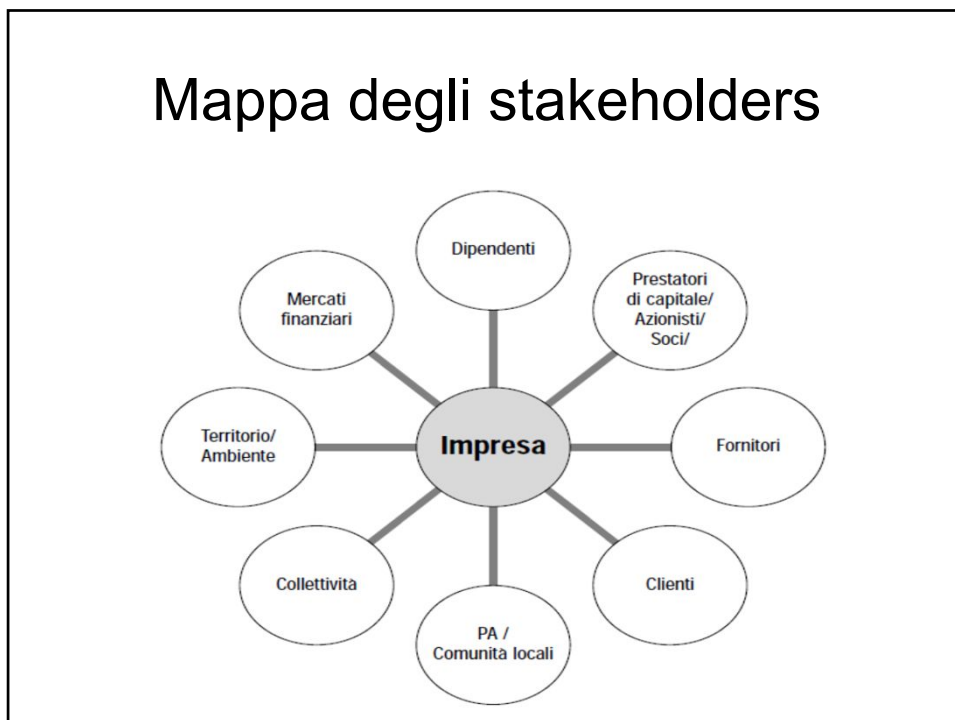 Mappa degli stakeholders
Dipendenti
Prestatori
di capitale/
Azionisti/
Soci/
Mercati
finanziari
Territorio/
Ambiente
Impresa
Fornitori
Collettività
Clienti
PA /
Comunità locali